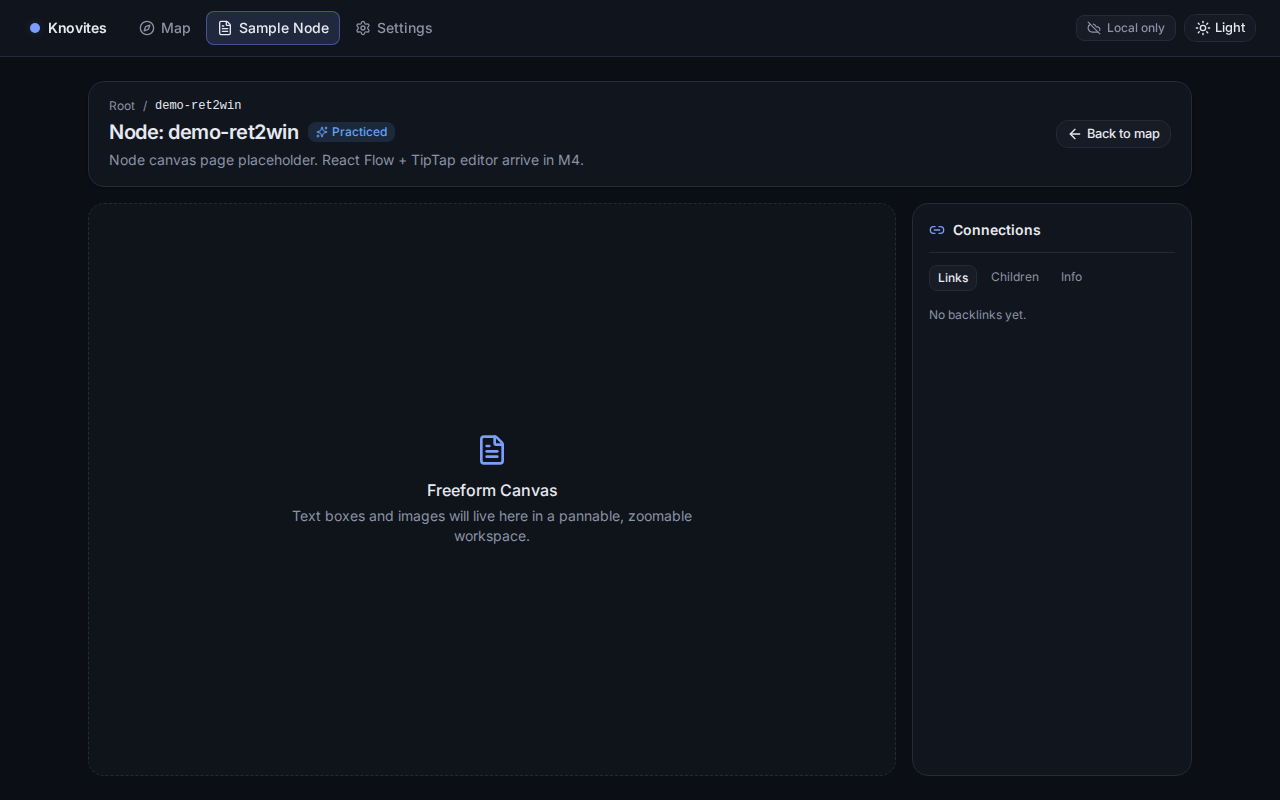 Knovites Map Sample Node Settings Local only Light
Root / demo-ret2win
Node: demo-ret2win Practiced
Back to map
Node canvas page placeholder. React Flow + TipTap editor arrive in M4.
Connections
Links Children Info
No backlinks yet.
Freeform Canvas
Text boxes and images will live here in a pannable, zoomable
workspace.